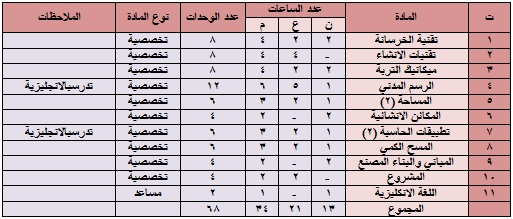 ت المادة عدد الساعات عدد الوحدات نوع المادة الملاحظات
ن ع م
١ تقنية الخرسانة ٢ ٢ ٤ ٨ تخصصية
٢ تقنيات الانشاء - ٤ ٤ ٨ تخصصية
٣ ميكانيك التربة ٢ ٢ ٤ ٨ تخصصية
٤ الرسم المدني ١ ٥ ٦ ١٢ تخصصية تدرسبالانجليزية
٥ المساحة (٢) ١ ٢ ٣ ٦ تخصصية
٦ المكائن الانشائية ٢ - ٢ ٤ تخصصية
٧ تطبيقات الحاسبة (٢) ١ ٢ ٣ ٦ تخصصية تدرسبالانجليزية
٨ المسح الكمي ١ ٢ ٣ ٦ تخصصية
٩ المباني والبناء المصنع ٢ - ٢ ٤ تخصصية
١٠ المشروع - ٢ ٢ ٤ تخصصية
١١ اللغة الانكليزية ١ - ١ ٢ مساعد
المجموع ١٣ ٢١ ٣٤ ٦٨